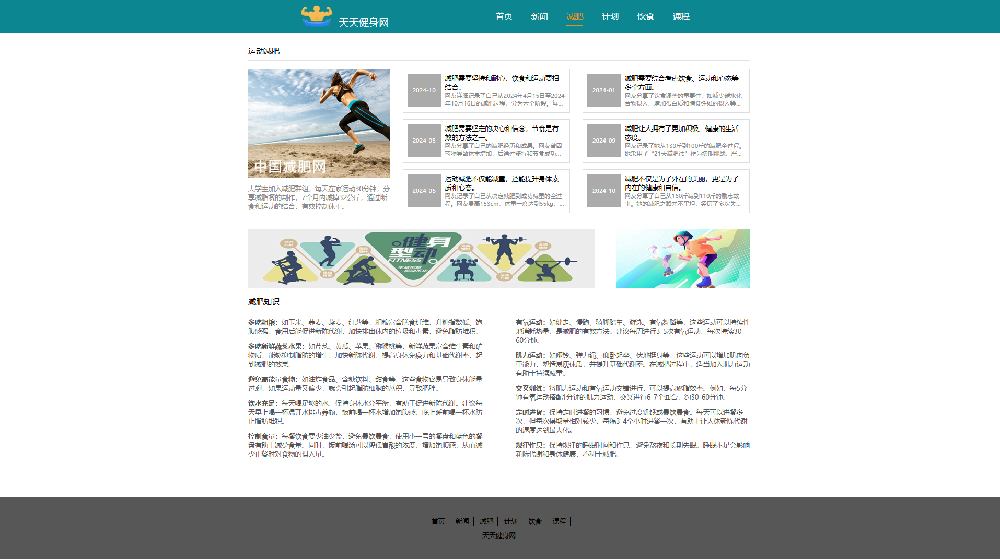 天天健身网
首页
新闻
减肥
计划
饮食
课程
运动减肥
中国减肥网
大学生加入减肥群组，每天在家运动30分钟，分
享减脂餐的制作，7个月内减掉32公斤，通过断
食和运动的结合，有效控制体重。
2024-10
减肥需要坚持和耐心，饮食和运动要相
结合。
网友详细记录了自己从2024年4月15日至2024
年10月16日的减肥过程，分为六个阶段。每...
2024-01
减肥需要综合考虑饮食、运动和心态等
多个方面。
网友分享了饮食调整的重要性，如减少碳水化
合物摄入、增加蛋白质和膳食纤维的摄入等...
2024-05
减肥需要坚定的决心和信念，节食是有
效的方法之一。
网友分享了自己的减肥经历和成果。网友曾因
药物导致体重增加，后通过骑行和节食成功...
2024-09
减肥让人拥有了更加积极、健康的生活
态度。
网友记录了她从130斤到100斤的减肥全过程。
她采用了“21天减肥法”作为初期挑战，严...
2024-06
运动减肥不仅能减重，还能提升身体素
质和心态。
网友记录了自己从决定减肥到成功减重的全过
程。网友身高153cm，体重一度达到55kg，...
2024-10
减肥不仅是为了外在的美丽，更是为了
内在的健康和自信。
网友分享了自己从160斤减到110斤的励志故
事。她的减肥之路并不平坦，经历了多次失...
健身
型动
FITNESS
生命不息
运动不止
减肥知识
多吃粗粮：如玉米、荞麦、燕麦、红薯等，粗粮富含膳食纤维，升糖指数低、饱
腹感强，食用后能促进新陈代谢、加快排出体内的垃圾和毒素，避免脂肪堆积。
多吃新鲜蔬菜水果：如芹菜、黄瓜、苹果、猕猴桃等，新鲜蔬果富含维生素和矿
物质，能够抑制脂肪的增生，加快新陈代谢，提高身体免疫力和基础代谢率，起
到减肥的效果。
避免高能量食物：如油炸食品、含糖饮料、甜食等，这些食物容易导致身体能量
过剩，如果运动量又偏少，就会引起脂肪细胞的蓄积，导致肥胖。
饮水充足：每天喝足够的水，保持身体水分平衡，有助于促进新陈代谢。建议每
天早上喝一杯温开水排毒养颜，饭前喝一杯水增加饱腹感，晚上睡前喝一杯水防
止脂肪堆积。
控制食量：每餐饮食要少油少盐，避免暴饮暴食，使用小一号的餐盘和蓝色的餐
盘有助于减少食量。同时，饭前喝汤可以降低胃酸的浓度，增加饱腹感，从而减
少正餐时对食物的摄入量。
有氧运动：如健走、慢跑、骑脚踏车、游泳、有氧舞蹈等，这些运动可以持续性
地消耗热量，是减肥的有效方法。建议每周进行3-5次有氧运动，每次持续30-
60分钟。
肌力运动：如哑铃、弹力绳、仰卧起坐、伏地挺身等，这些运动可以增加肌肉负
重能力，塑造易瘦体质，并提升基础代谢率。在减肥过程中，适当加入肌力运动
有助于持续减重。
交叉训练：将肌力运动和有氧运动交错进行，可以提高燃脂效率。例如，每5分
钟有氧运动搭配1分钟的肌力运动，交叉进行6-7个回合，约30-60分钟。
定时进餐：保持定时进餐的习惯，避免过度饥饿或暴饮暴食。每天可以进餐多
次，但每次摄取量相对较少，每隔3-4个小时进餐一次，有助于让人体新陈代谢
的速度达到最大化。
规律作息：保持规律的睡眠时间和作息，避免熬夜和长期失眠。睡眠不足会影响
新陈代谢和身体健康，不利于减肥。
首页
新闻
减肥
计划
饮食
课程
天天健身网